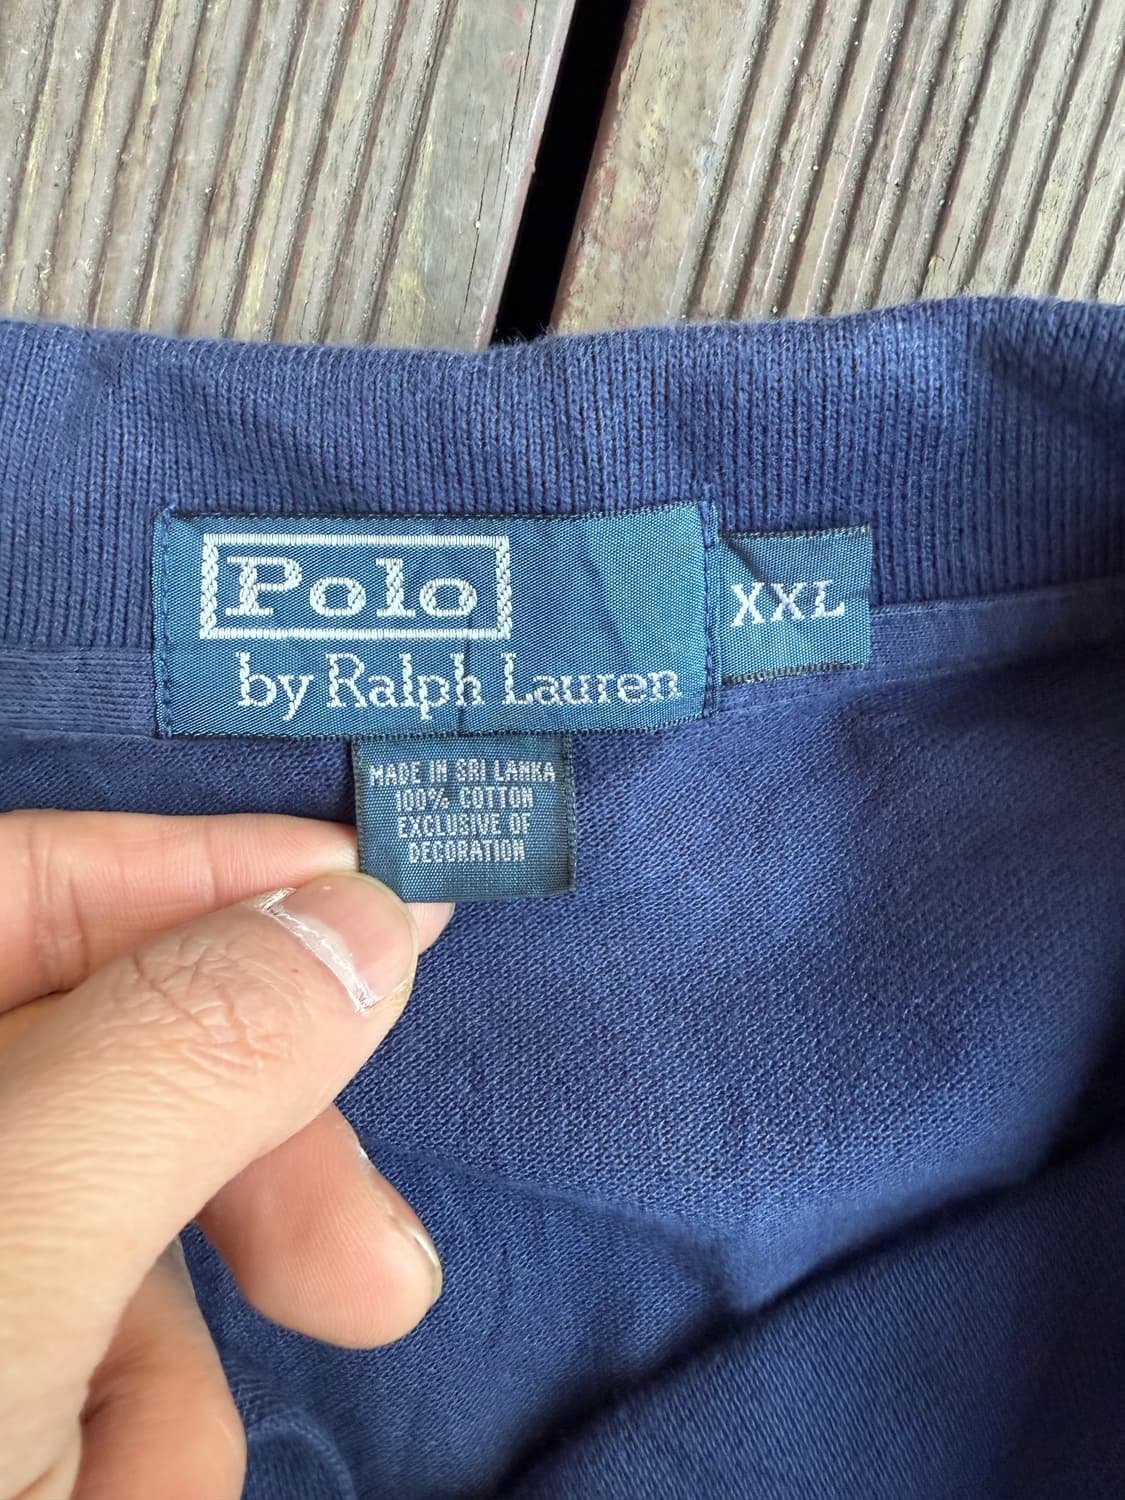 Polo
by Ralph Lauren
XXL
MADE IN SRI LANKA
100% COTTON
EXCLUSIVE OF
DECORATION